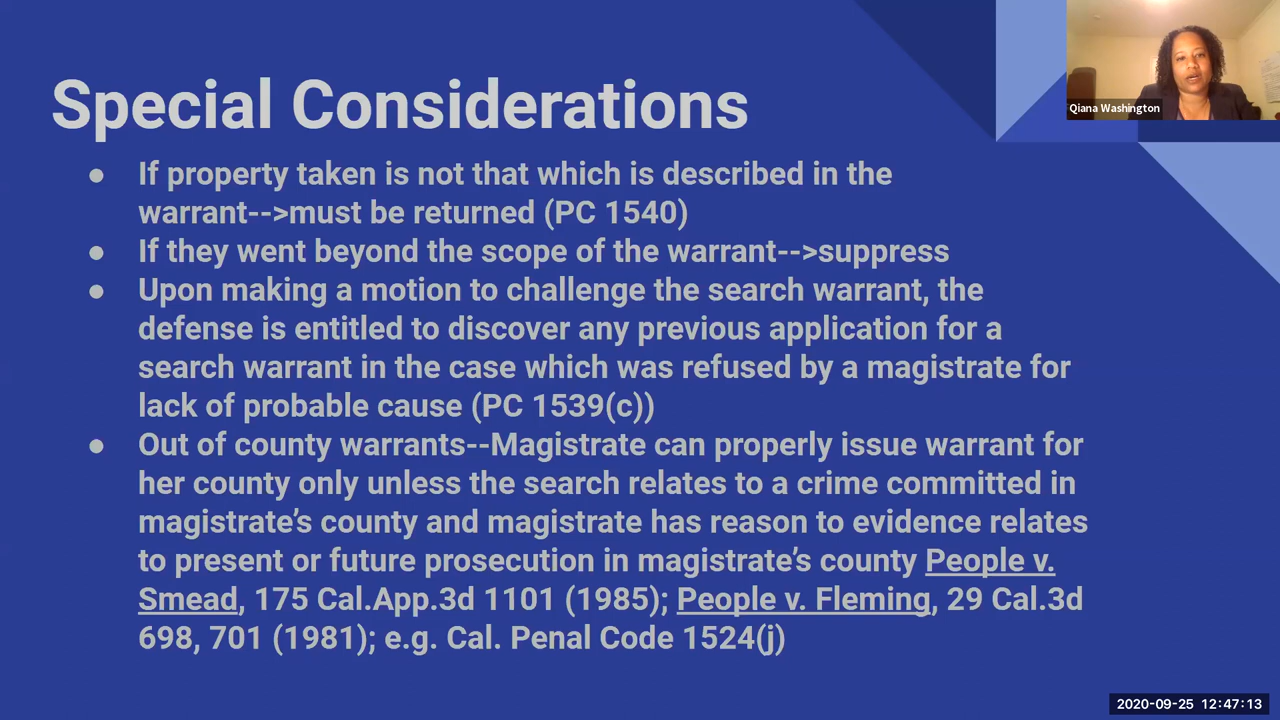 Qiana Washington
Special Considerations
● If property taken is not that which is described in the
warrant-->must be returned (PC 1540)
● If they went beyond the scope of the warrant-->suppress
● Upon making a motion to challenge the search warrant, the
defense is entitled to discover any previous application for a
search warrant in the case which was refused by a magistrate for
lack of probable cause (PC 1539(c))
● Out of county warrants--Magistrate can properly issue warrant for
her county only unless the search relates to a crime committed in
magistrate’s county and magistrate has reason to evidence relates
to present or future prosecution in magistrate’s county People v.
Smead, 175 Cal.App.3d 1101 (1985); People v. Fleming, 29 Cal.3d
698, 701 (1981); e.g. Cal. Penal Code 1524(j)
2020-09-25 12:47:13